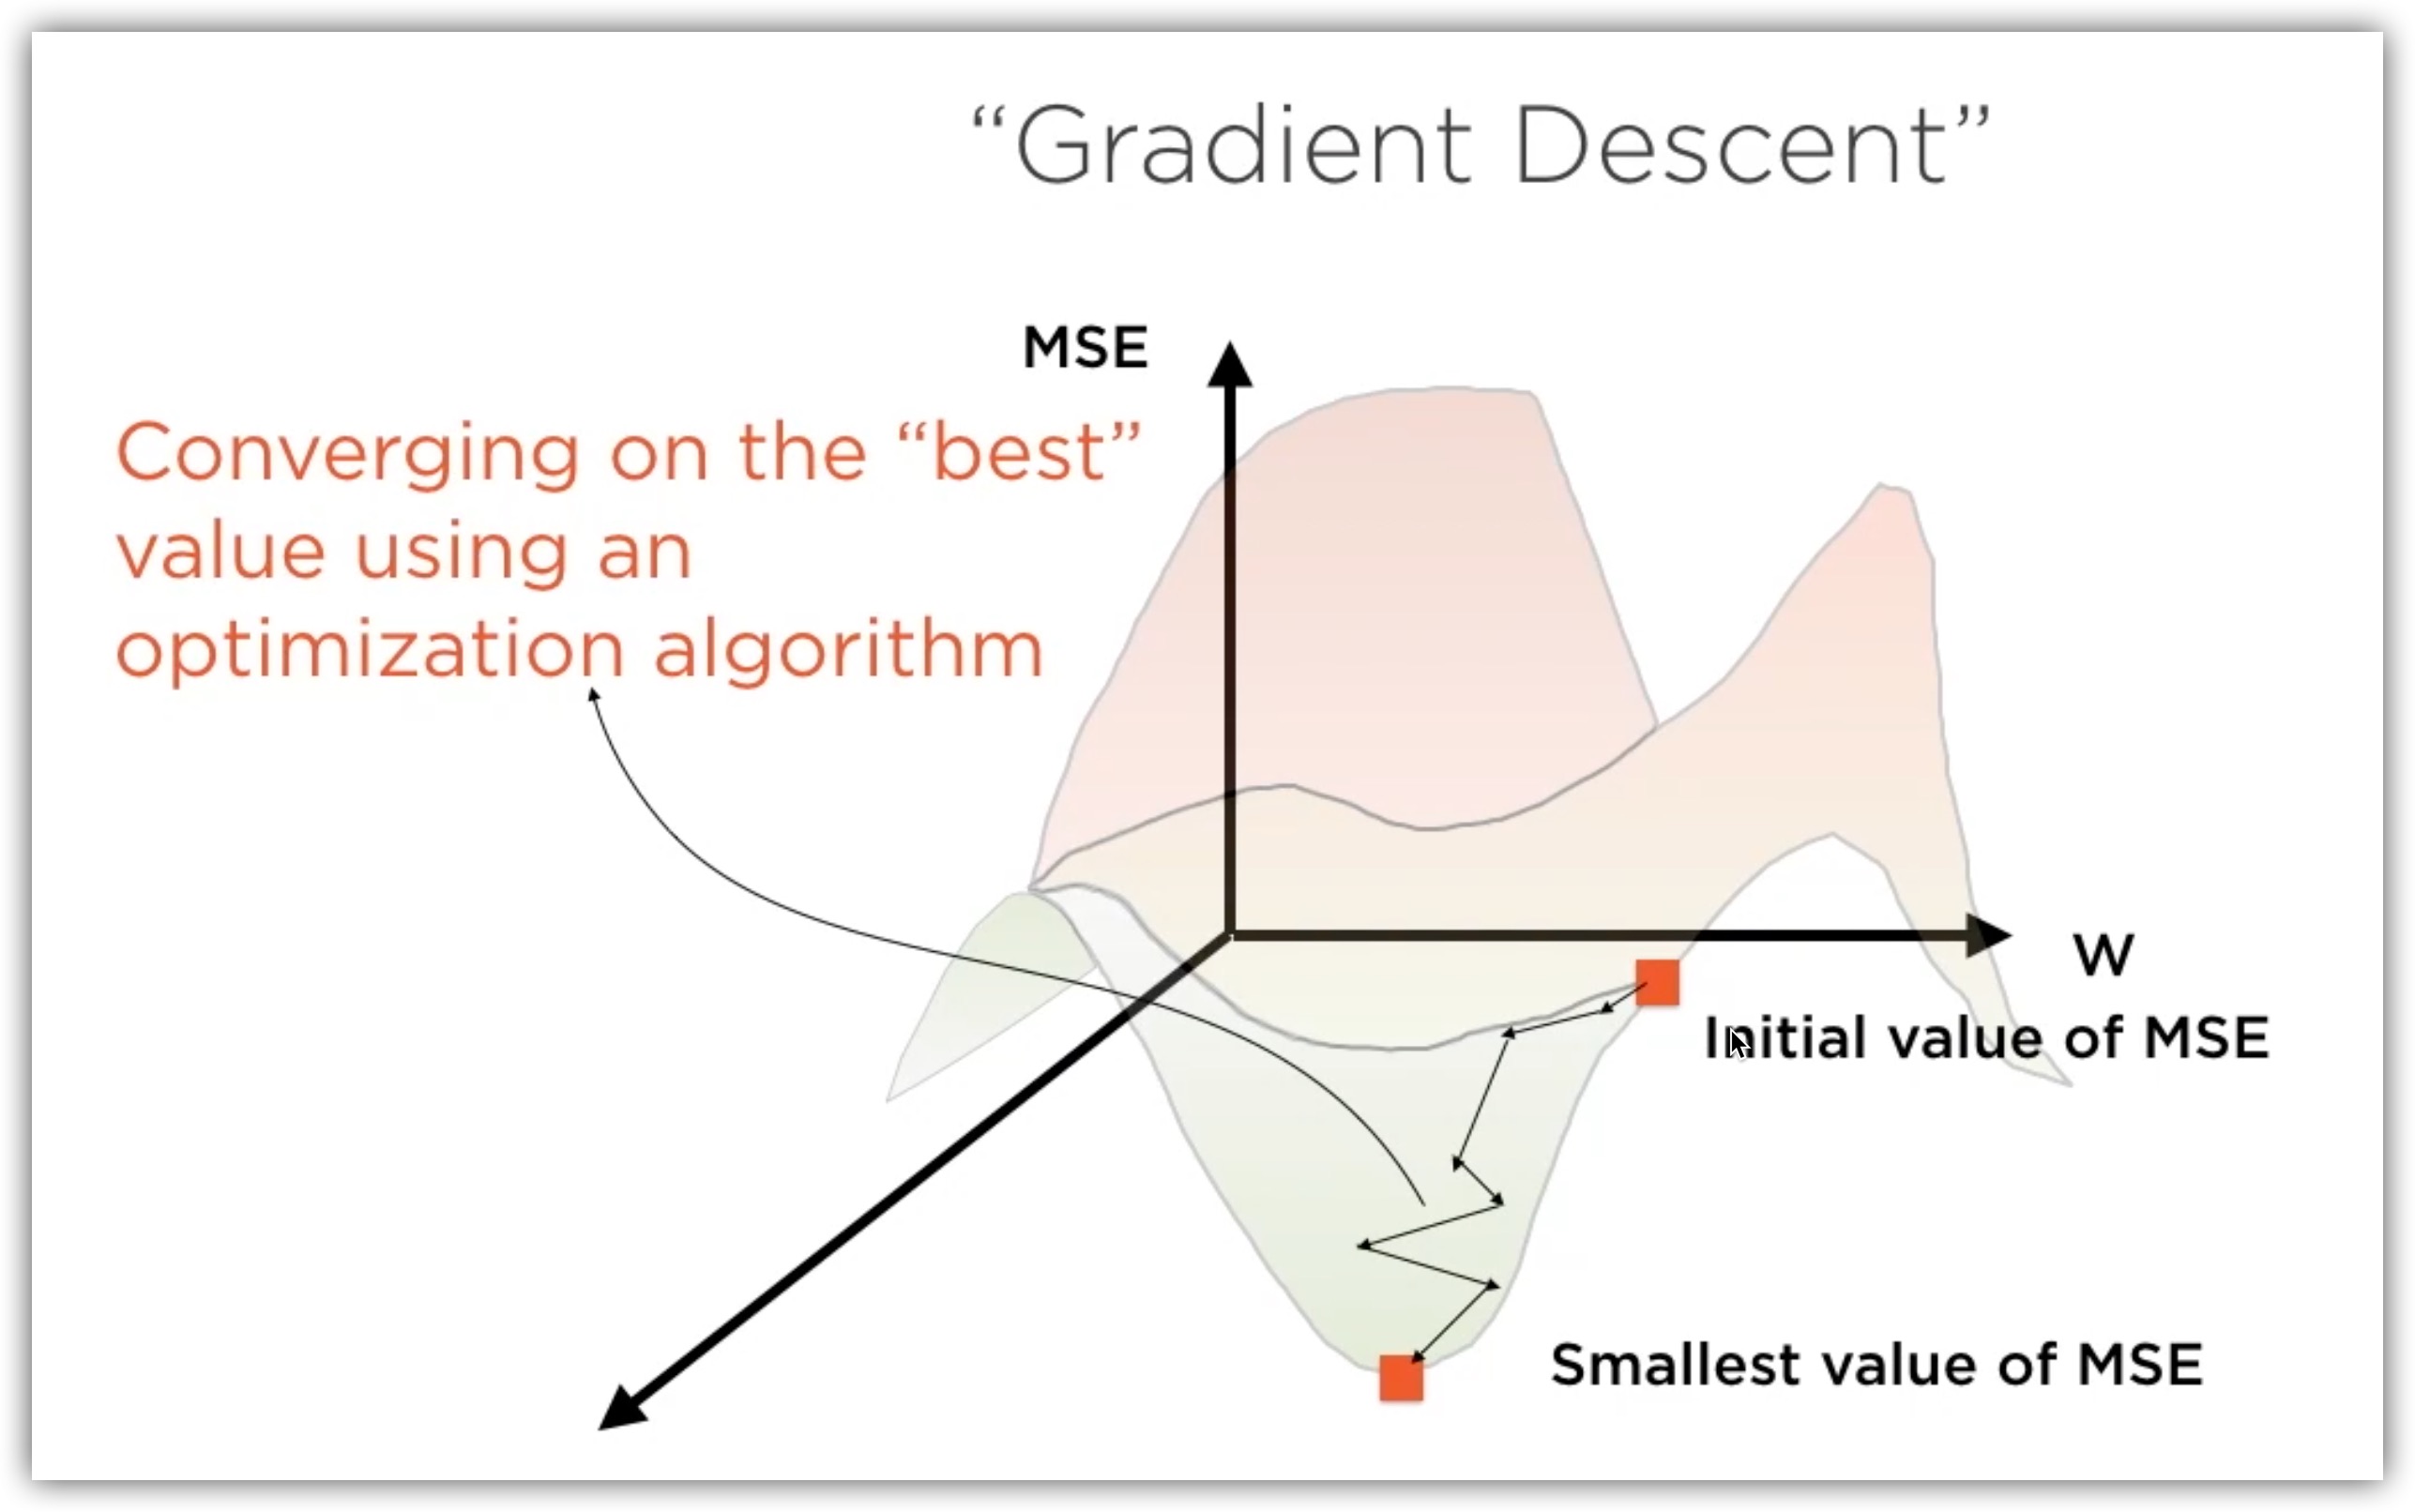 “Gradient Descent”
MSE
Converging on the “best”
value using an
optimization algorithm
W
Initial value of MSE
Smallest value of MSE